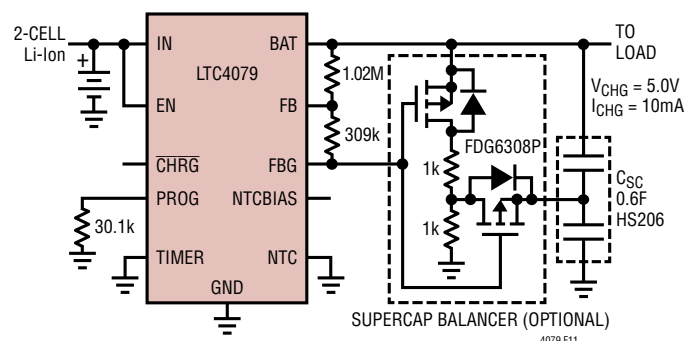 2-CELL
Li-Ion
+
IN
EN
CHRG
PROG
30.1k
TIMER
LTC4079
GND
BAT
FB
FBG
NTCBIAS
NTC
1.02M
309k
1k
1k
FDG6308P
TO
LOAD
VCHG = 5.0V
ICHG = 10mA
CSC
0.6F
HS206
SUPERCAP BALANCER (OPTIONAL)
4079 F11